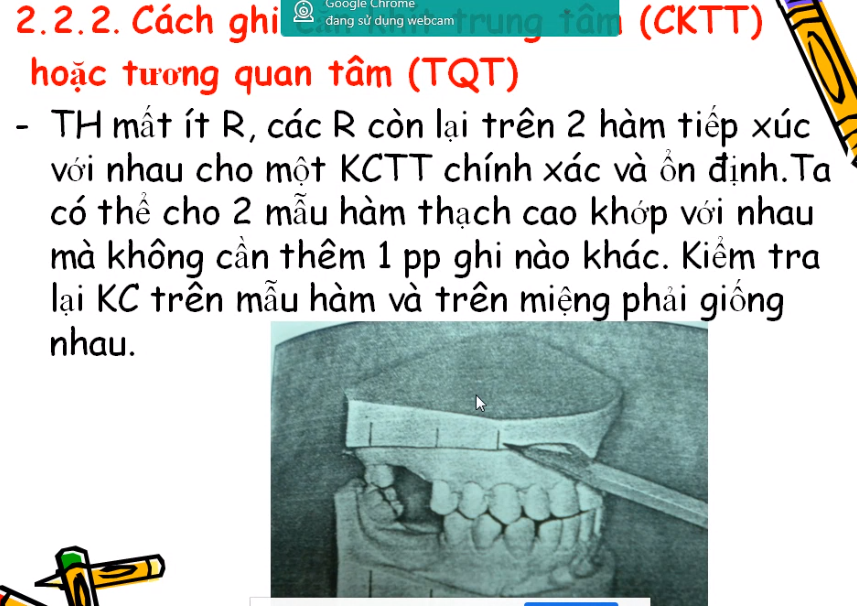 Google Chrome
đang sử dụng webcam
2.2.2. Cách ghi cắn khít trung tâm (CKTT)
hoặc tương quan tâm (TQT)
- TH mất ít R, các R còn lại trên 2 hàm tiếp xúc
với nhau cho một KCTT chính xác và ổn định.Ta
có thể cho 2 mẫu hàm thạch cao khớp với nhau
mà không cần thêm 1 pp ghi nào khác. Kiểm tra
lại KC trên mẫu hàm và trên miệng phải giống
nhau.